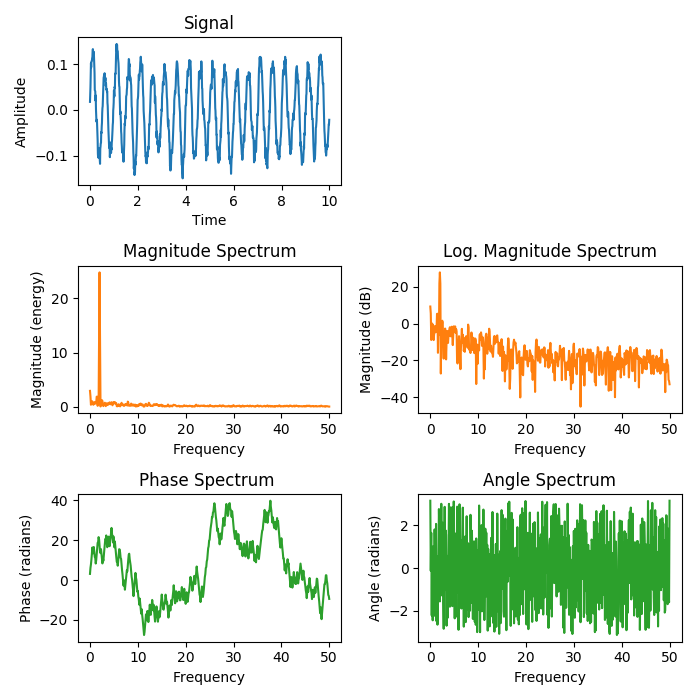 Signal
0.1
0.0
−0.1
Amplitude
0 2 4 6 8 10
Time
Magnitude Spectrum
20
10
0
Magnitude (energy)
0 10 20 30 40 50
Frequency
Log. Magnitude Spectrum
20
0
−20
−40
Magnitude (dB)
0 10 20 30 40 50
Frequency
Phase Spectrum
40
20
0
−20
Phase (radians)
0 10 20 30 40 50
Frequency
Angle Spectrum
2
0
−2
Angle (radians)
0 10 20 30 40 50
Frequency